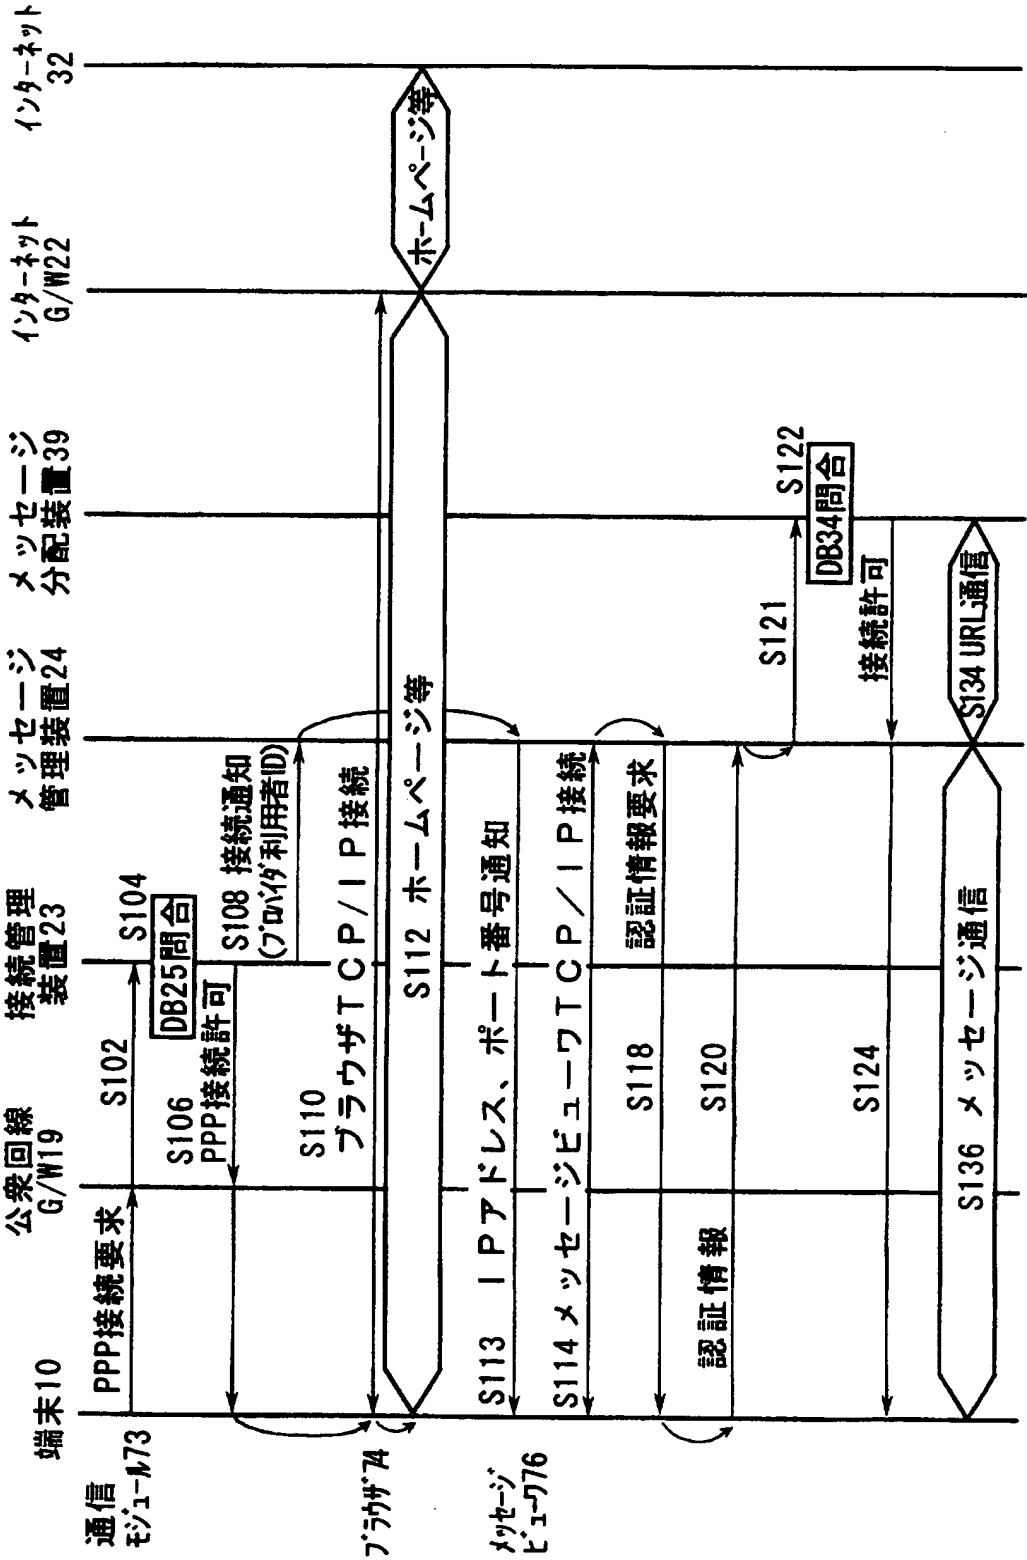 端末10
公衆回線
G/W19
接続管理
装置23
メッセージ
管理装置24
メッセージ
分配装置39
インターネット
G/W22
インターネット
32
通信
モジュール73
PPP接続要求
S102
S104
DB25問合
S106
PPP接続許可
S108 接続通知
(プロバイダ利用者ID)
S110
ブラウザTCP/IP接続
ブラウザ74
S112 ホームページ等
ホームページ等
メッセージ
ビューワ76
S113 IPアドレス、ポート番号通知
S114メッセージビューワTCP/IP接続
S118
認証情報要求
認証情報
S120
S121
S122
DB34問合
接続許可
S124
S134 URL通信
S136 メッセージ通信